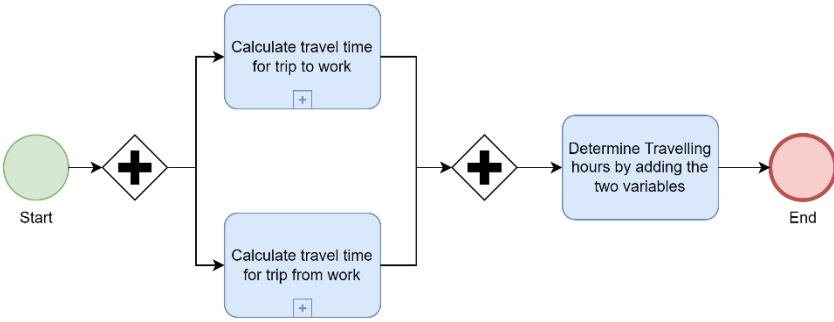 Calculate travel time
for trip to work
Start
Determine Travelling
hours by adding the
two variables
End
Calculate travel time
for trip from work